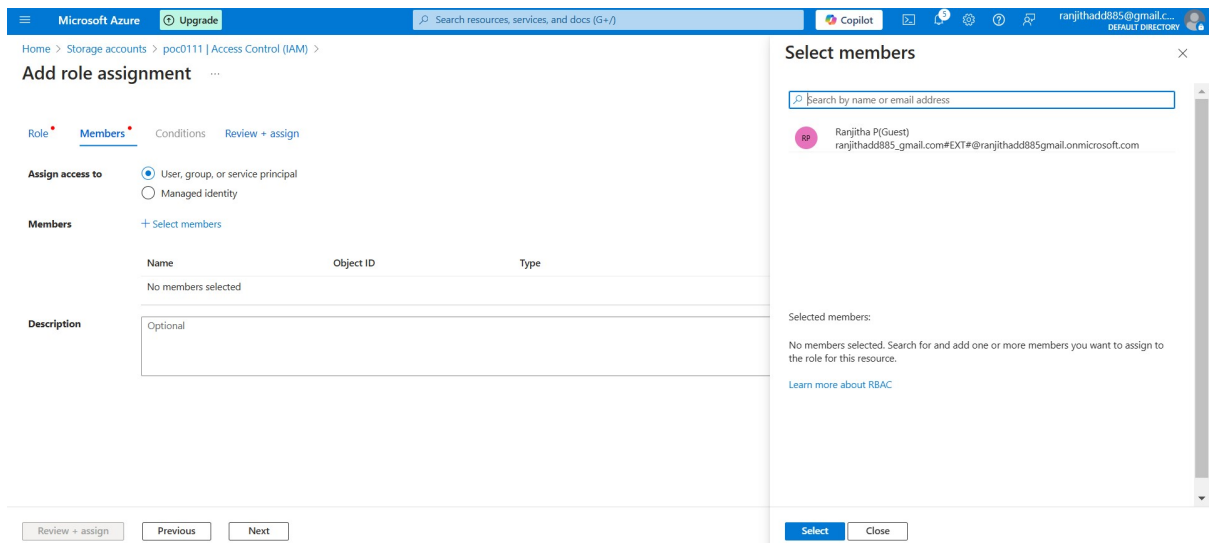 Microsoft Azure
Upgrade
Search resources, services, and docs (G+/)
Copilot
5
ranjithadd885@gmail.c...
DEFAULT DIRECTORY
Home > Storage accounts > poc0111 | Access Control (IAM) >
Add role assignment ...
Role
Members
Conditions
Review + assign
Assign access to
User, group, or service principal
Managed identity
Members
+ Select members
Name
Object ID
Type
No members selected
Description
Optional
Review + assign
Previous
Next
Select members
Search by name or email address
RP
Ranjitha P(Guest)
ranjithadd885_gmail.com#EXT#@ranjithadd885gmail.onmicrosoft.com
Selected members:
No members selected. Search for and add one or more members you want to assign to
the role for this resource.
Learn more about RBAC
Select
Close